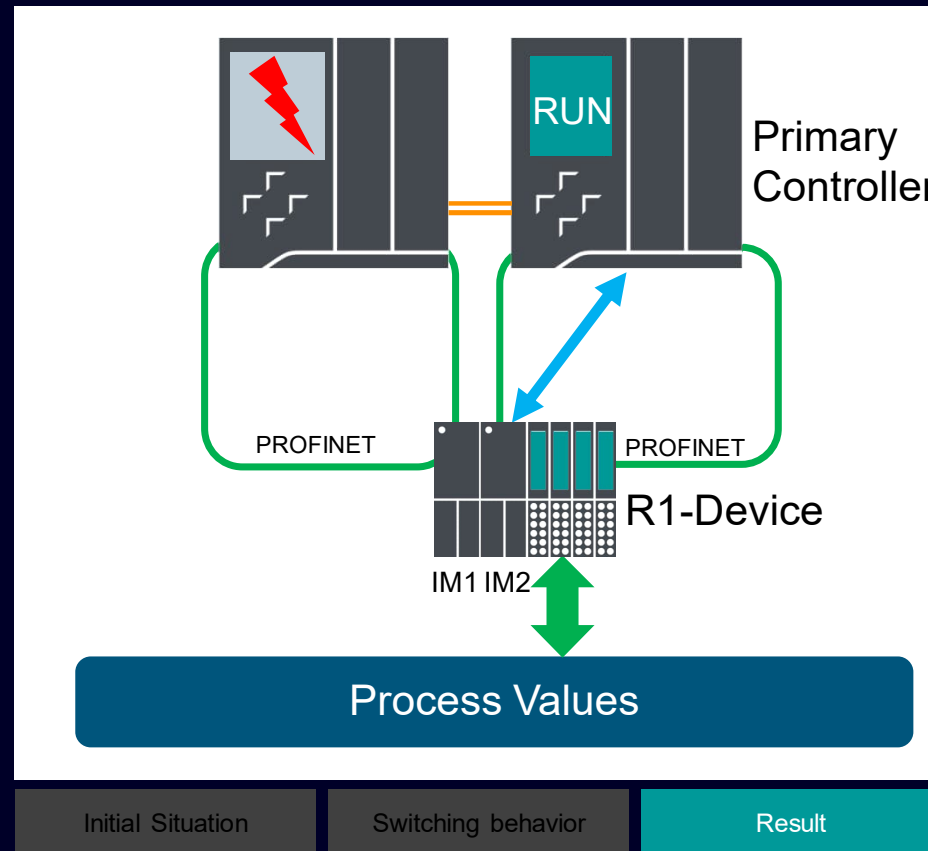 RUN
Primary
Controller
PROFINET
PROFINET
R1-Device
IM1 IM2
Process Values
Initial Situation
Switching behavior
Result